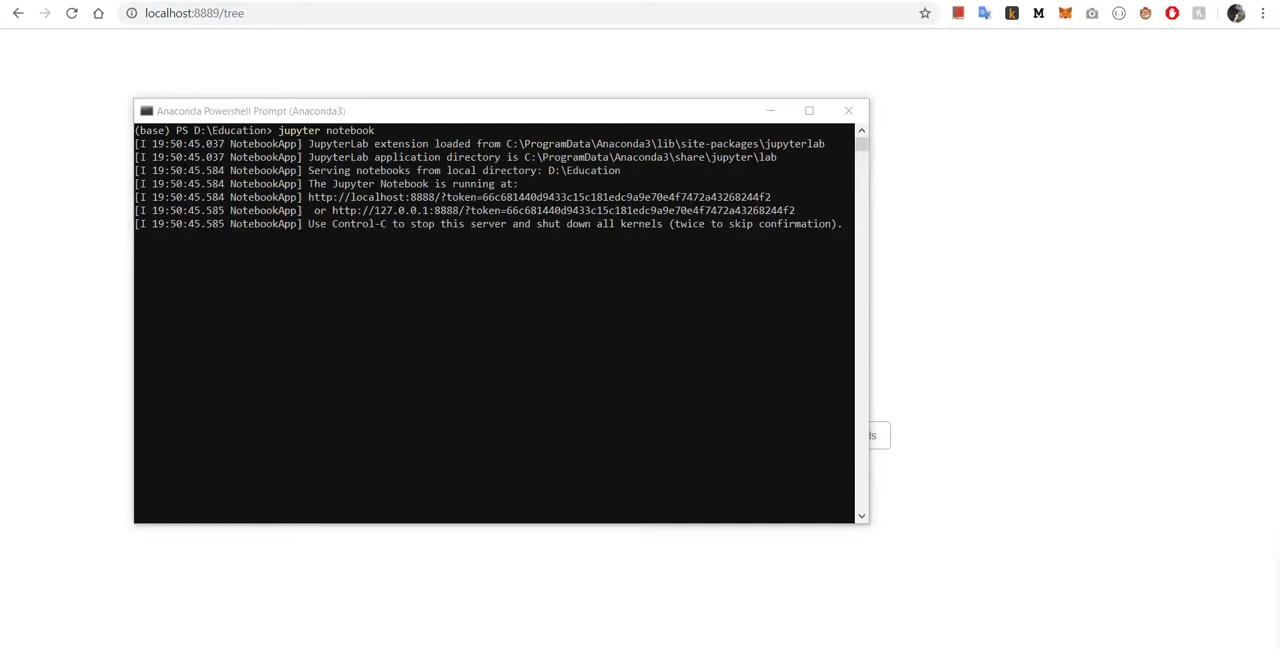 localhost:8889/tree
Anaconda Powershell Prompt (Anaconda3)
(base) PS D:\Education> jupyter notebook
[I 19:50:45.037 NotebookApp] JupyterLab extension loaded from C:\ProgramData\Anaconda3\lib\site-packages\jupyterlab
[I 19:50:45.037 NotebookApp] JupyterLab application directory is C:\ProgramData\Anaconda3\share\jupyter\lab
[I 19:50:45.584 NotebookApp] Serving notebooks from local directory: D:\Education
[I 19:50:45.584 NotebookApp] The Jupyter Notebook is running at:
[I 19:50:45.584 NotebookApp] http://localhost:8888/?token=66c681440d9433c15c181edc9a9e70e4f7472a43268244f2
[I 19:50:45.585 NotebookApp]  or http://127.0.0.1:8888/?token=66c681440d9433c15c181edc9a9e70e4f7472a43268244f2
[I 19:50:45.585 NotebookApp] Use Control-C to stop this server and shut down all kernels (twice to skip confirmation).
ls